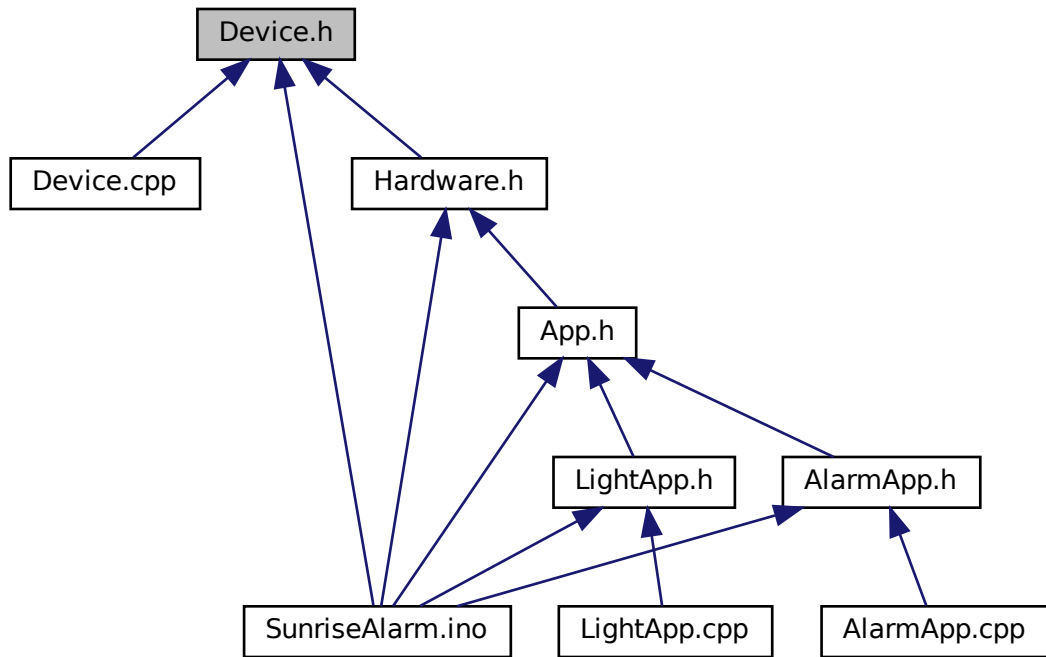 Device.h
Device.cpp
Hardware.h
App.h
LightApp.h
AlarmApp.h
SunriseAlarm.ino
LightApp.cpp
AlarmApp.cpp